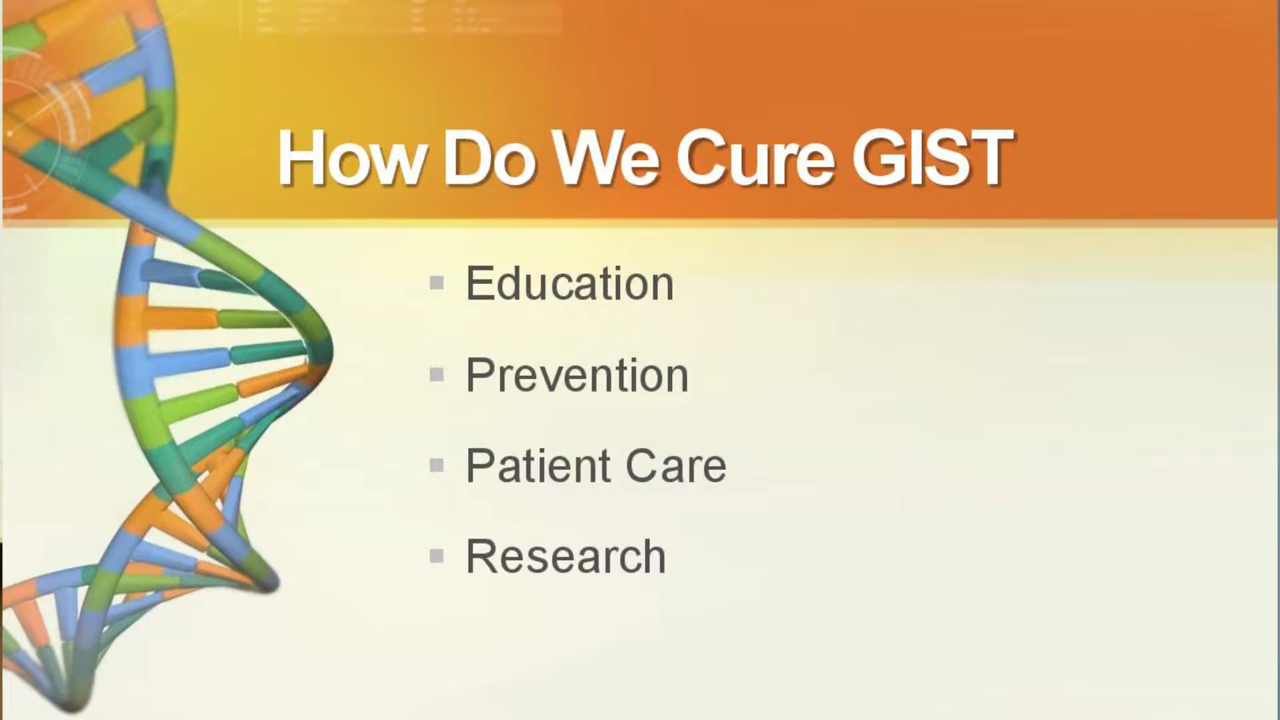 How Do We Cure GIST
Education
Prevention
Patient Care
Research